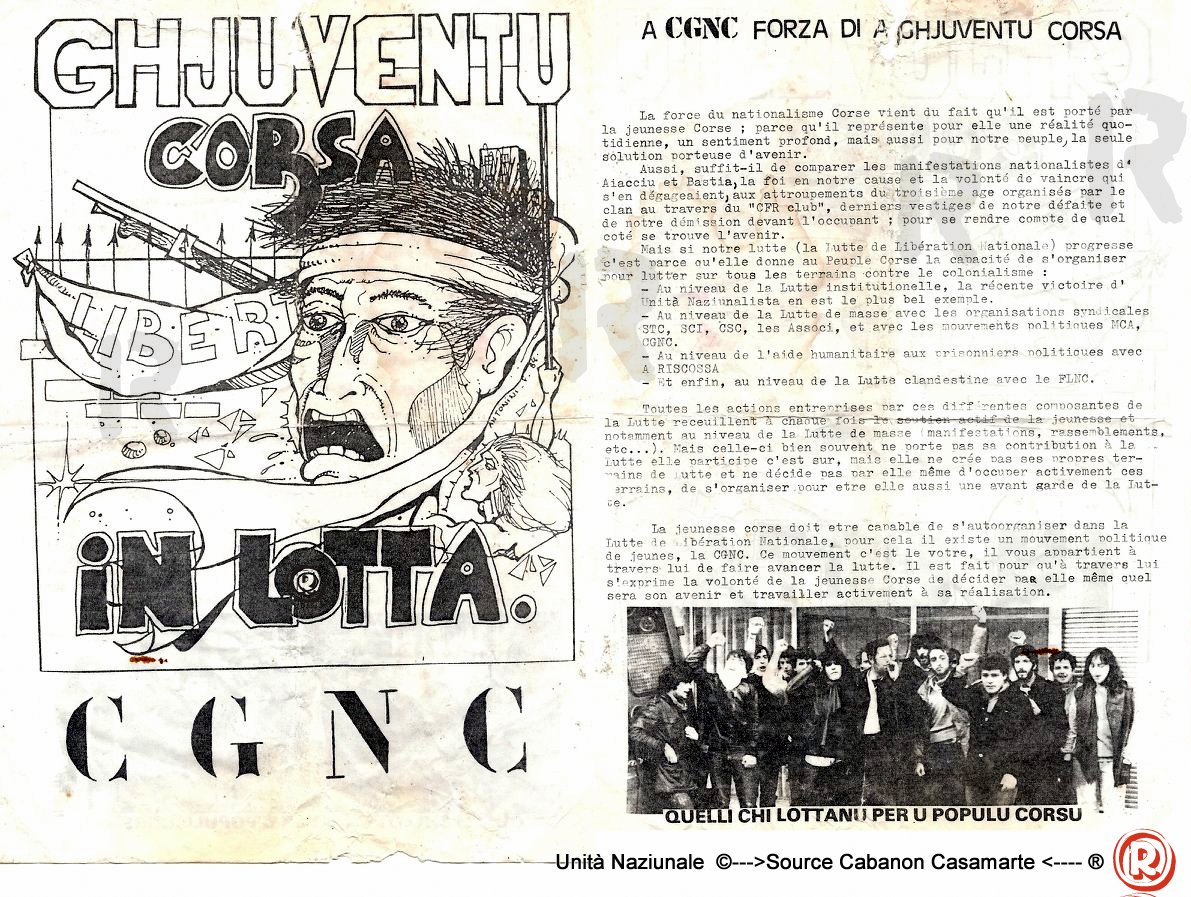 GHJUVENTU
CORSA
LIBERT
ANTONINI
iN LOTTA.
C G N C
A CGNC FORZA DI A GHJUVENTU CORSA
La force du nationalisme Corse vient du fait qu'il est porté par
la jeunesse Corse ; parce qu'il représente pour elle une réalité quo-
tidienne, un sentiment profond, mais aussi pour notre peuple, la seule
solution porteuse d'avenir.
Aussi, suffit-il de comparer les manifestations nationalistes d'
Aiacciu et Bastia, la foi en notre cause et la volonté de vaincre qui
s'en dégageaient, aux attroupements du troisième age organisés par le
clan au travers du "CFR club", derniers vestiges de notre défaite et
de notre démission devant l'occupant ; pour se rendre compte de quel
coté se trouve l'avenir.
Mais si notre lutte (la Lutte de Libération Nationale) progresse
c'est parce qu'elle donne au Peuple Corse la capacité de s'organiser
pour lutter sur tous les terrains contre le colonialisme :
- Au niveau de la Lutte institutionelle, la récente victoire d'
Unità Naziunalista en est le plus bel exemple.
- Au niveau de la Lutte de masse avec les organisations syndicales
STC, SCI, CSC, les Associ, et avec les mouvements politiques MCA,
CGNC.
- Au niveau de l'aide humanitaire aux prisonniers politiques avec
A RISCOSSA
- Et enfin, au niveau de la Lutte clandestine avec le FLNC.
Toutes les actions entreprises par ces différentes composantes de
la Lutte receuillent à chaque fois le soutien actif de la jeunesse et
notamment au niveau de la Lutte de masse (manifestations, rassemblements,
etc...). Mais celle-ci bien souvent ne porte pas sa contribution à la
Lutte elle participe c'est sur, mais elle ne crée pas ses propres ter-
rains de lutte et ne décide pas par elle même d'occuper activement ces
terrains, de s'organiser pour etre elle aussi une avant garde de la Lut-
te.
La jeunesse corse doit etre capable de s'autoorganiser dans la
Lutte de Libération Nationale, pour cela il existe un mouvement politique
de jeunes, la CGNC. Ce mouvement c'est le votre, il vous appartient à
travers lui de faire avancer la lutte. Il est fait pour qu'à travers lui
s'exprime la volonté de la jeunesse Corse de décider par elle même quel
sera son avenir et travailler activement à sa réalisation.
QUELLI CHI LOTTANU PER U POPULU CORSU
Unità Naziunale ©--->Source Cabanon Casamarte <---- ® R